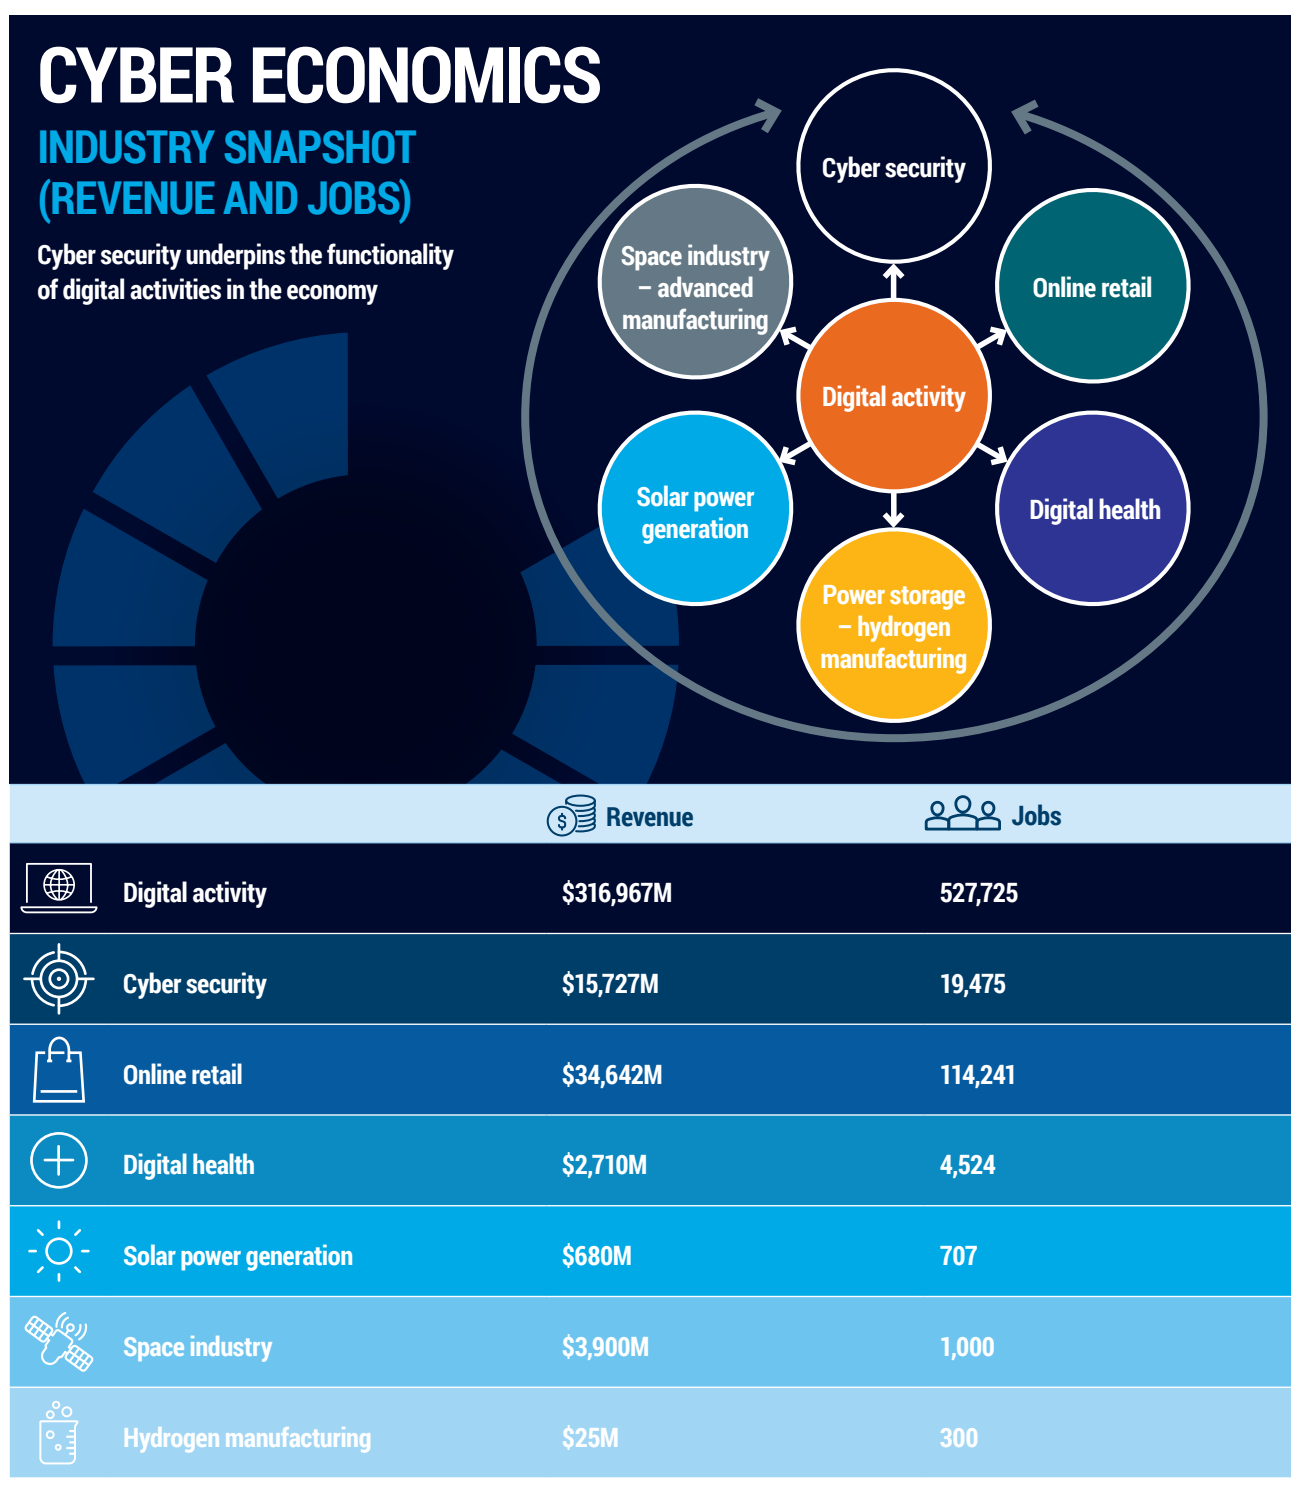 CYBER ECONOMICS
INDUSTRY SNAPSHOT
(REVENUE AND JOBS)
Cyber security underpins the functionality
of digital activities in the economy
Cyber security
Space industry
– advanced
manufacturing
Online retail
Digital activity
Solar power
generation
Digital health
Power storage
– hydrogen
manufacturing
$ Revenue Jobs
Digital activity $316,967M 527,725
Cyber security $15,727M 19,475
Online retail $34,642M 114,241
Digital health $2,710M 4,524
Solar power generation $680M 707
Space industry $3,900M 1,000
Hydrogen manufacturing $25M 300